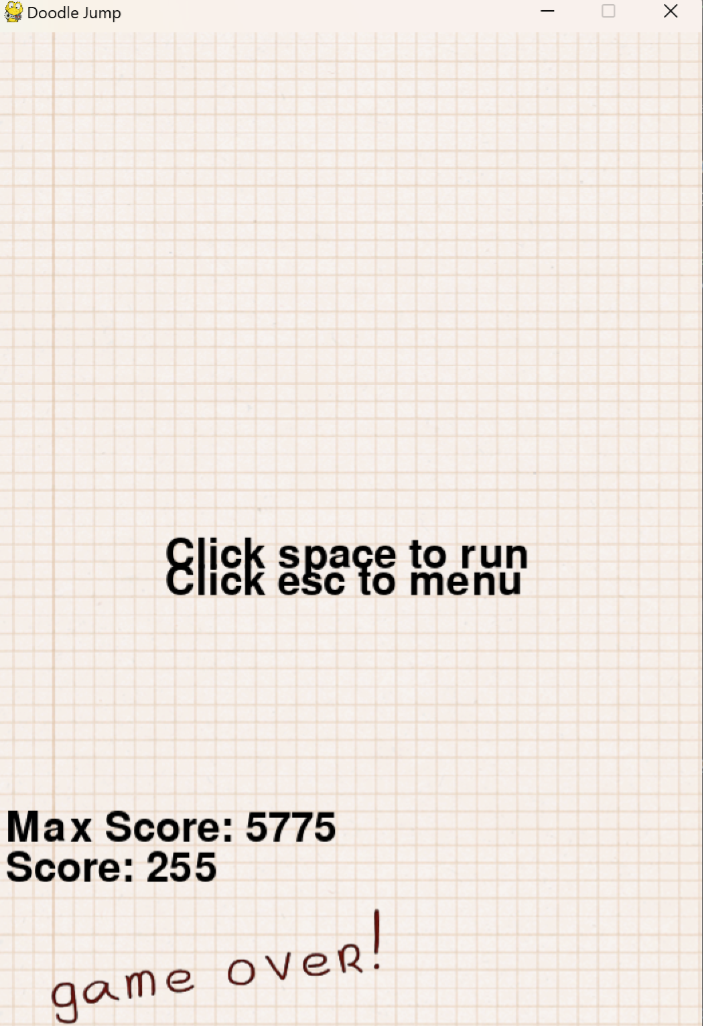 Doodle Jump
Click space to run
Click esc to menu
Max Score: 5775
Score: 255
game over!